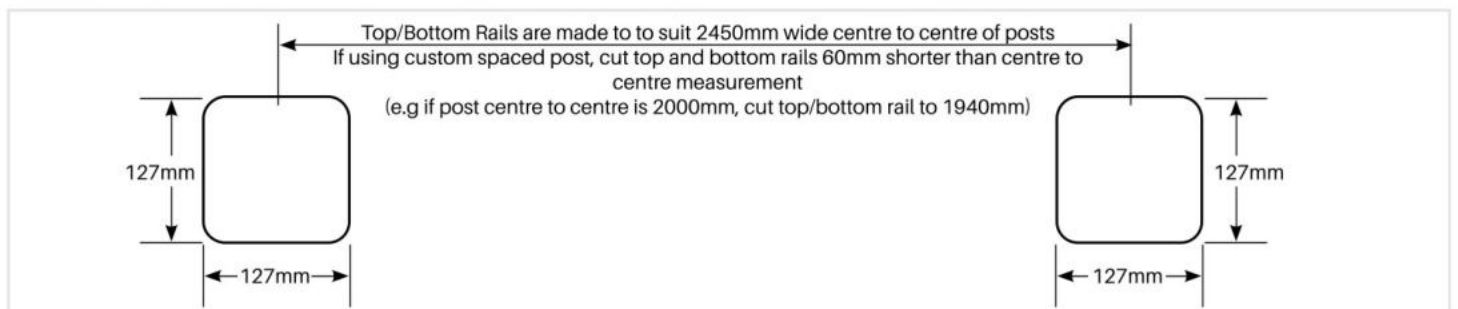 Top/Bottom Rails are made to to suit 2450mm wide centre to centre of posts
If using custom spaced post, cut top and bottom rails 60mm shorter than centre to
centre measurement
(e.g if post centre to centre is 2000mm, cut top/bottom rail to 1940mm)
127mm
127mm
127mm
127mm